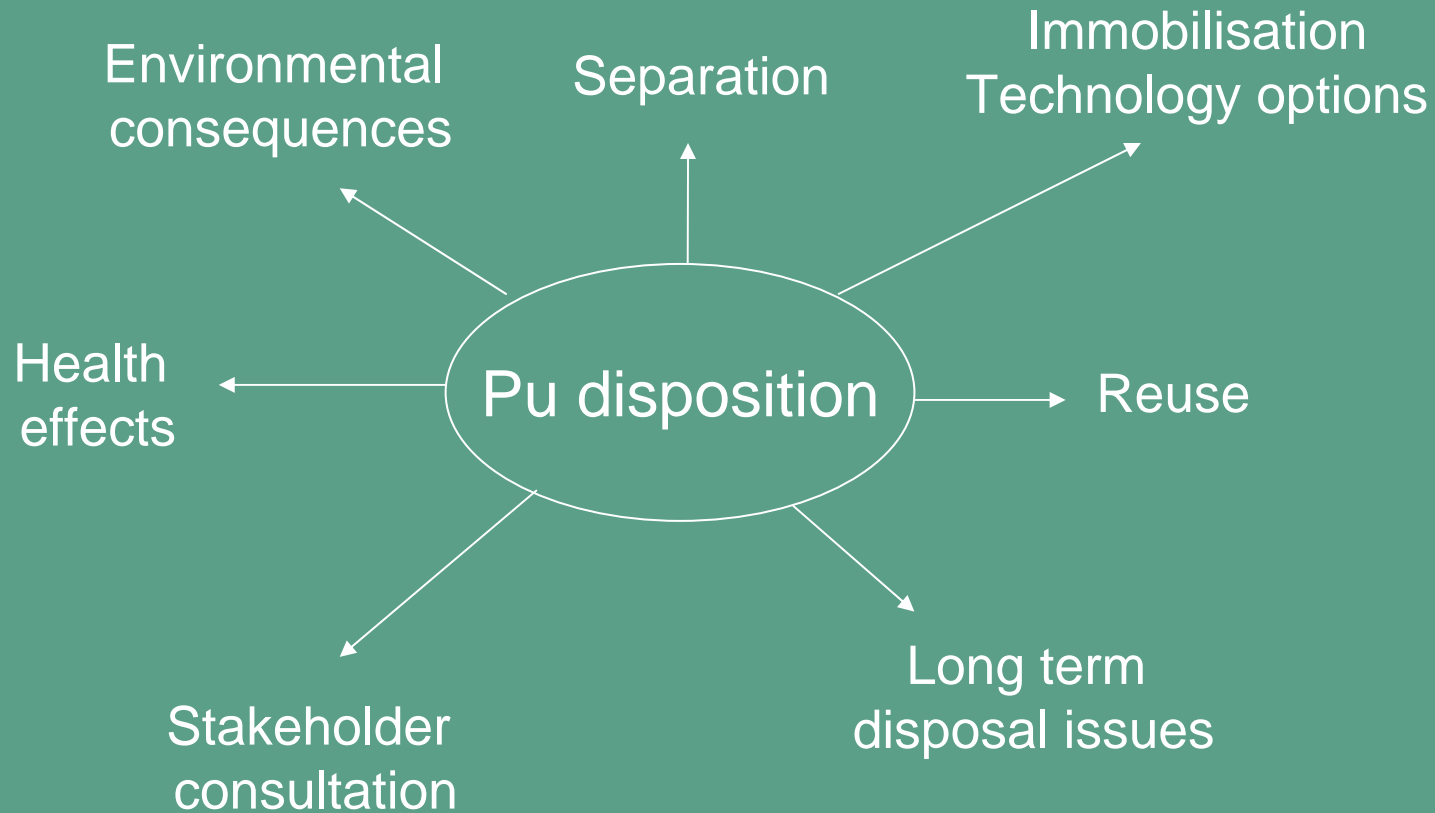 Environmental
consequences
Separation
Immobilisation
Technology options
Health
effects
Pu disposition
Reuse
Stakeholder
consultation
Long term
disposal issues